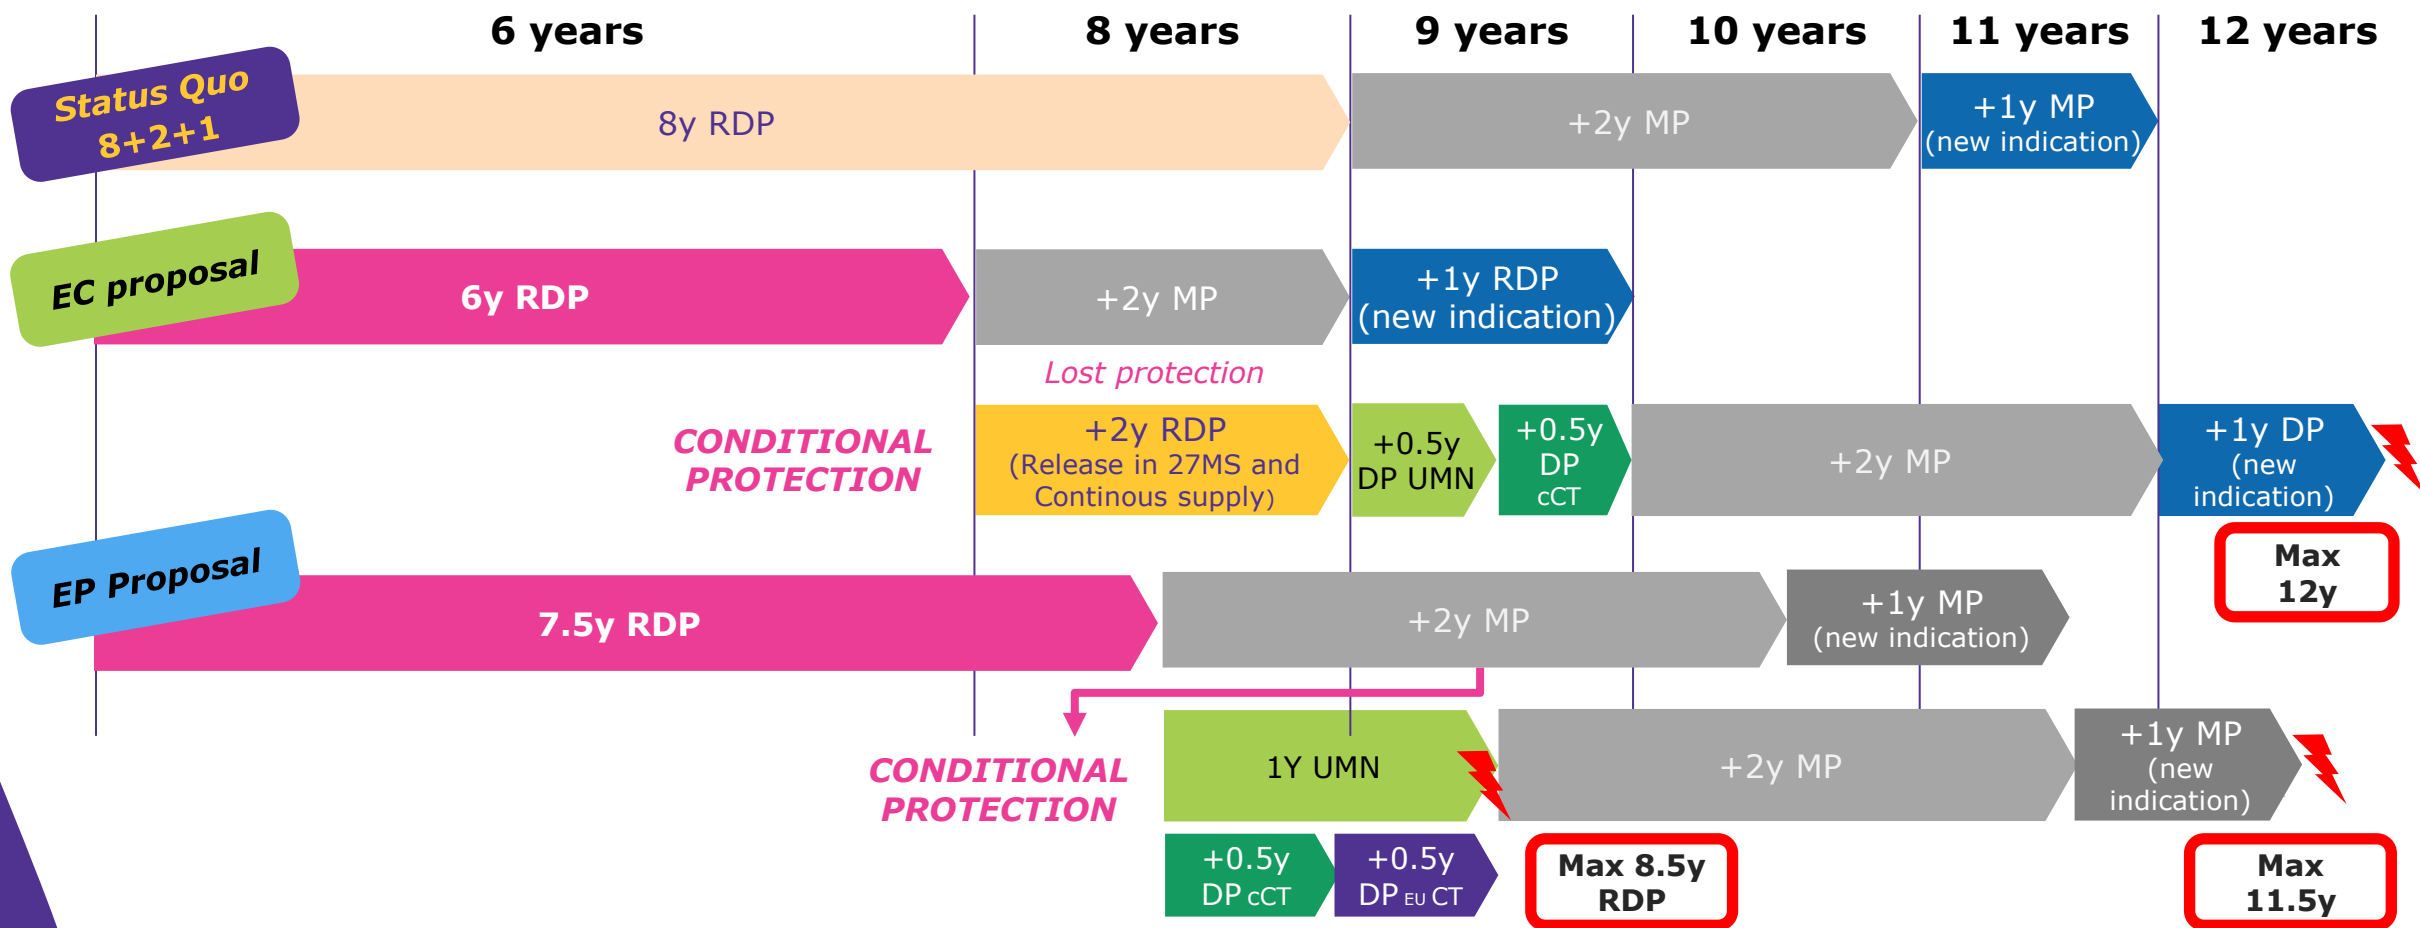 6 years
8 years
9 years
10 years
11 years
12 years
Status Quo
8+2+1
8y RDP
+2y MP
+1y MP
(new indication)
EC proposal
6y RDP
+2y MP
+1y RDP
(new indication)
Lost protection
CONDITIONAL
PROTECTION
+2y RDP
(Release in 27MS and
Continous supply)
+0.5y
DP UMN
+0.5y
DP
cCT
+2y MP
+1y DP
(new
indication)
Max
12y
EP Proposal
7.5y RDP
+2y MP
+1y MP
(new indication)
CONDITIONAL
PROTECTION
1Y UMN
+2y MP
+1y MP
(new
indication)
+0.5y
DP cCT
+0.5y
DP EU CT
Max 8.5y
RDP
Max
11.5y